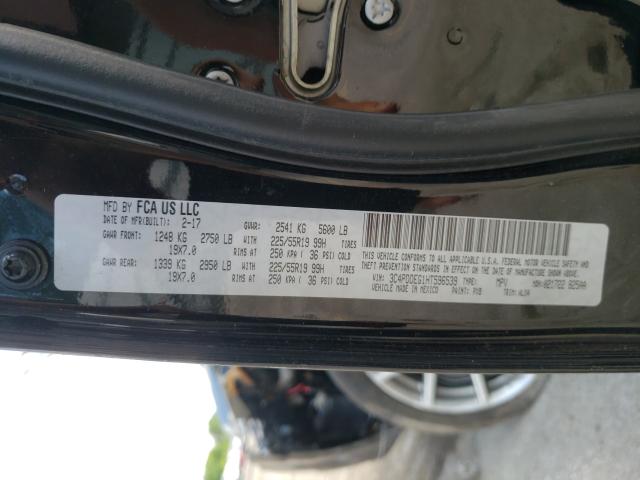 MFD BY FCA US LLC
DATE OF MFR(BUILT): 2-17 GVWR: 2541 KG 5600 LB
GAWR FRONT: 1248 KG 2750 LB WITH 225/55R19 99H TIRES
19X7.0 RIMS AT 250 KPA ( 36 PSI) COLD
GAWR REAR: 1339 KG 2950 LB WITH 225/55R19 99H TIRES
19X7.0 RIMS AT 250 KPA ( 36 PSI) COLD
THIS VEHICLE CONFORMS TO ALL APPLICABLE U.S.A. FEDERAL MOTOR VEHICLE SAFETY AND
THEFT PREVENTION STANDARDS IN EFFECT ON THE DATE OF MANUFACTURE SHOWN ABOVE.
VIN: 3C4PDDEG1HT596539 TYPE: MPV MDH: 021722 825AA
MADE IN MEXICO PAINT: PXB TRIM: